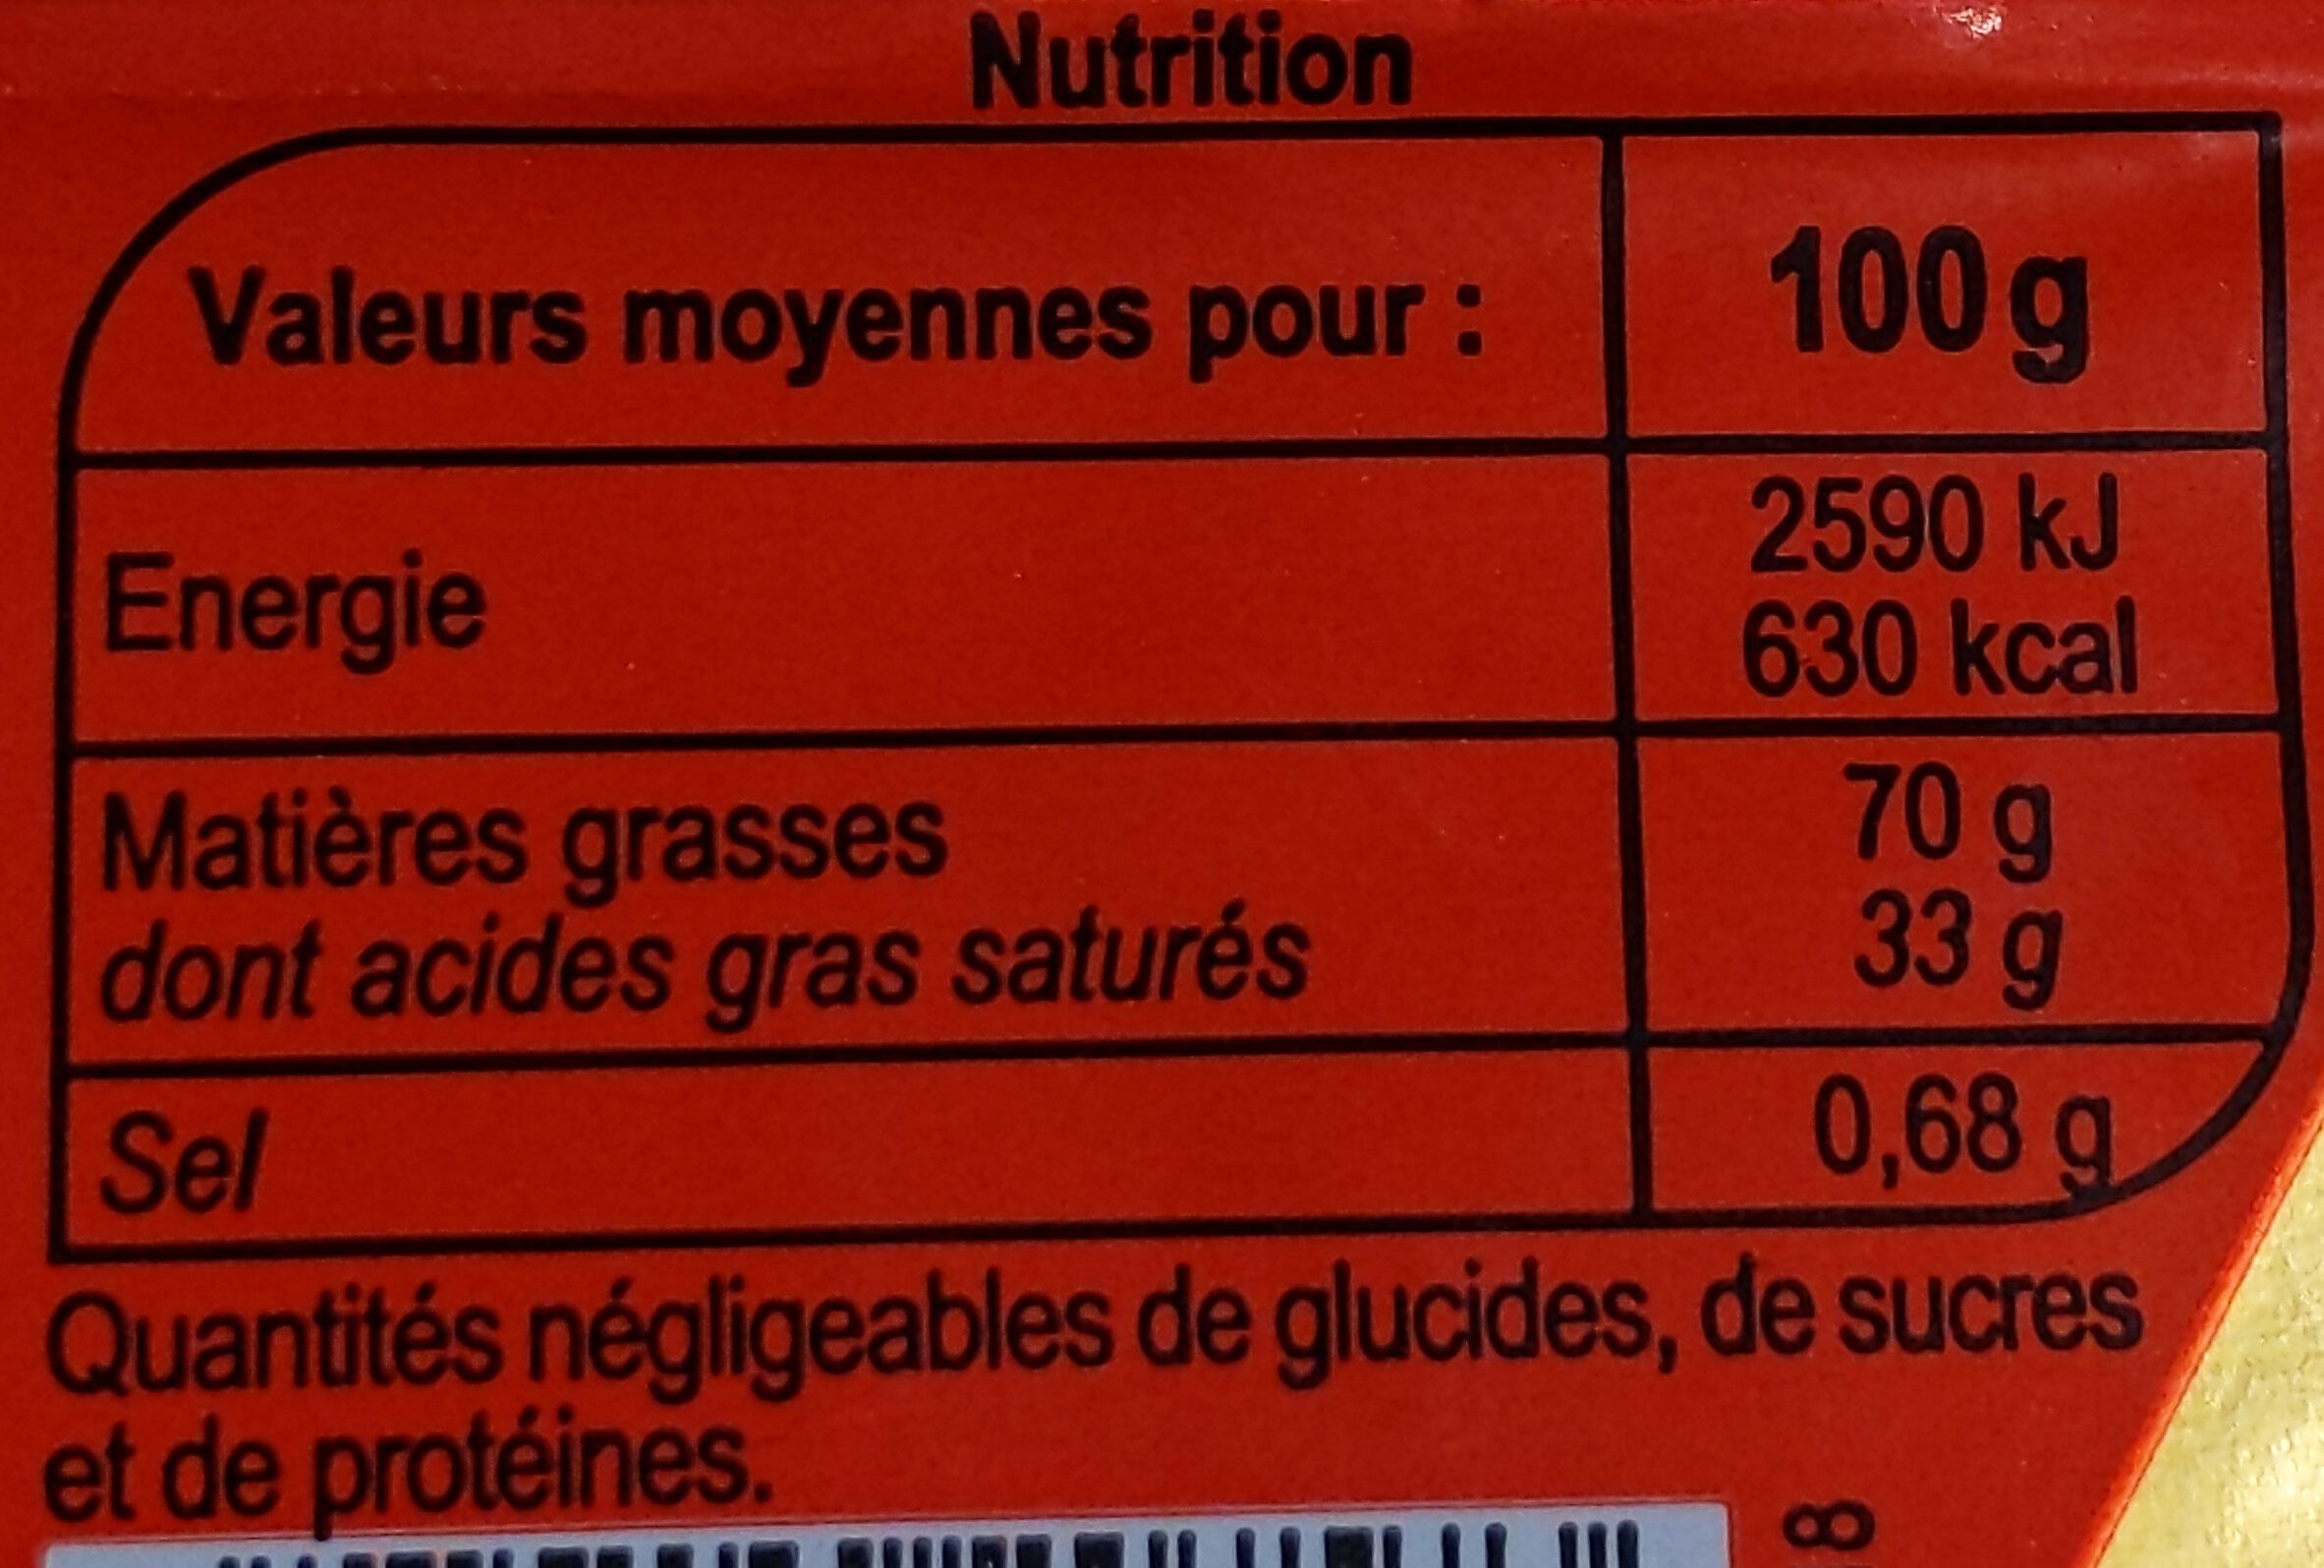 Nutrition
Valeurs moyennes pour :
100 g
Energie
2590 kJ
630 kcal
Matières grasses
70 g
dont acides gras saturés
33 g
Sel
0,68 g
Quantités négligeables de glucides, de sucres
et de protéines.
8